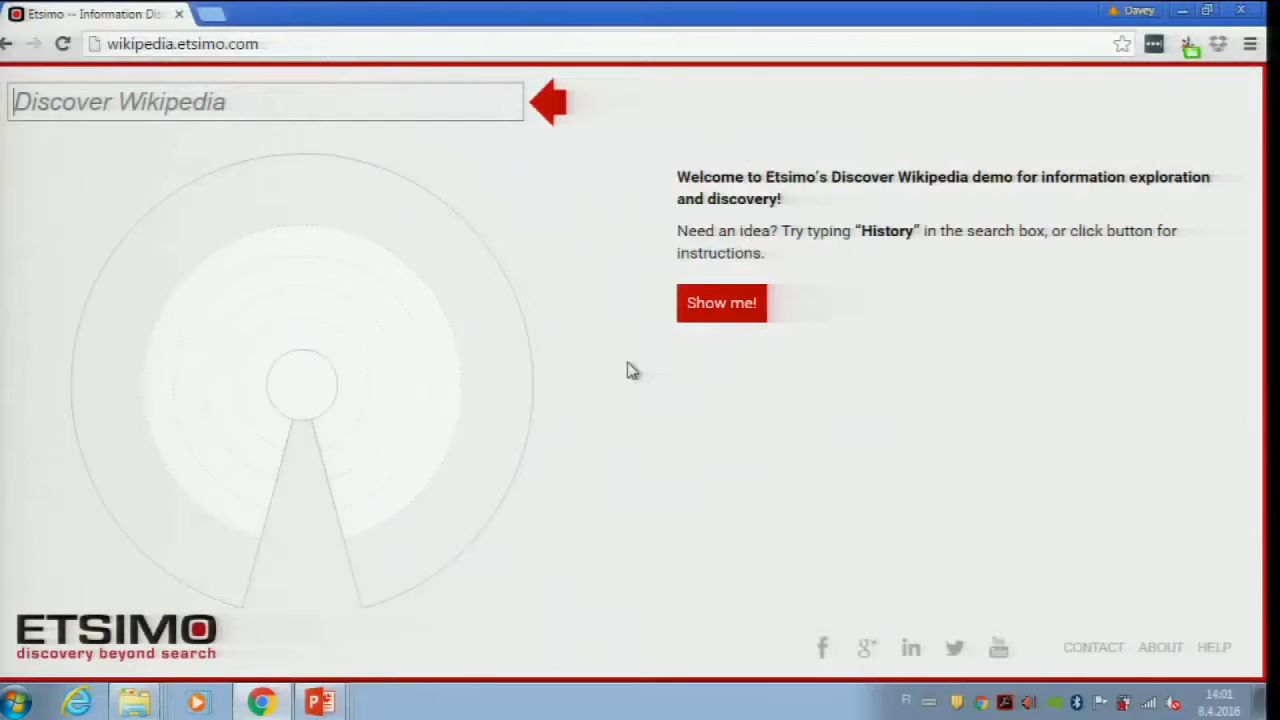 Etsimo -- Information Dis
Davey
wikipedia.etsimo.com
Discover Wikipedia
Welcome to Etsimo's Discover Wikipedia demo for information exploration
and discovery!
Need an idea? Try typing “History” in the search box, or click button for
instructions.
Show me!
ETSIMO
discovery beyond search
CONTACT ABOUT HELP
FI
14:01
8.4.2016